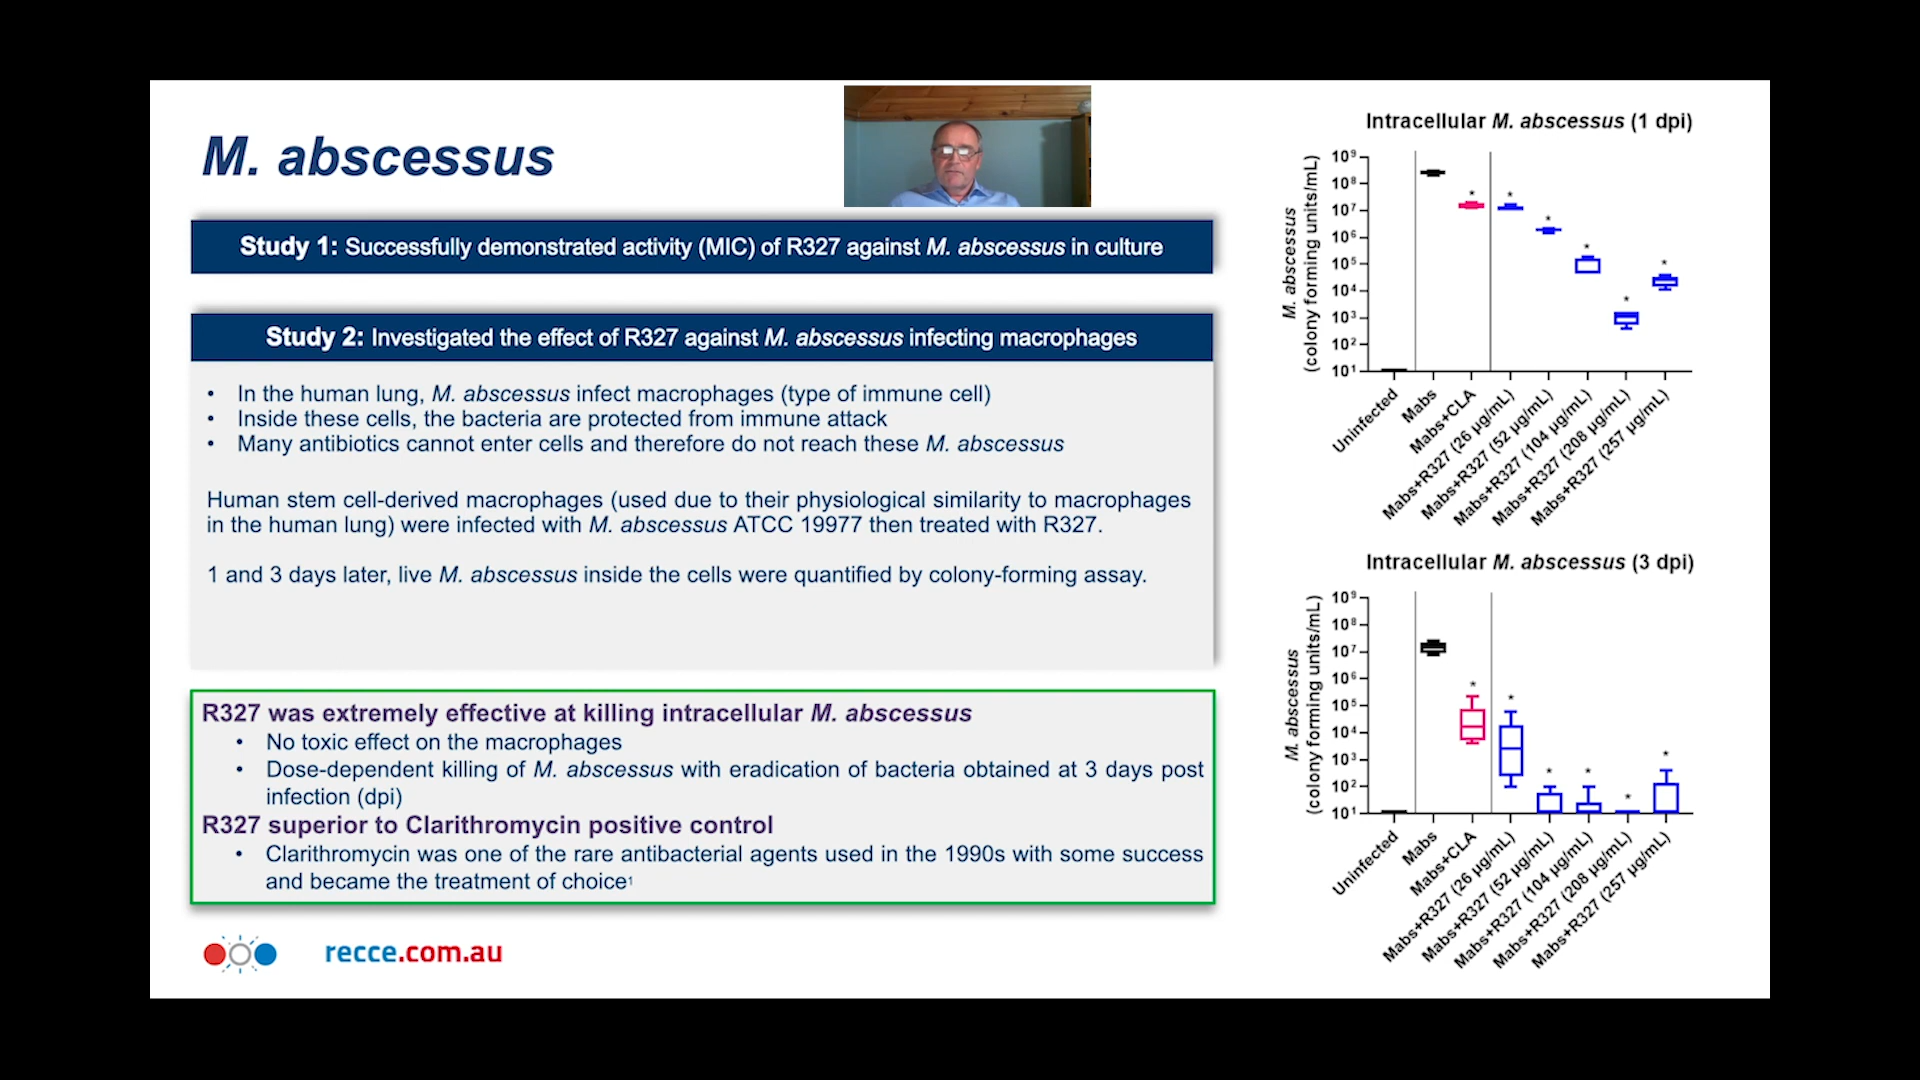 M. abscessus
Study 1: Successfully demonstrated activity (MIC) of R327 against M. abscessus in culture
Study 2: Investigated the effect of R327 against M. abscessus infecting macrophages
• In the human lung, M. abscessus infect macrophages (type of immune cell)
• Inside these cells, the bacteria are protected from immune attack
• Many antibiotics cannot enter cells and therefore do not reach these M. abscessus
Human stem cell-derived macrophages (used due to their physiological similarity to macrophages
in the human lung) were infected with M. abscessus ATCC 19977 then treated with R327.
1 and 3 days later, live M. abscessus inside the cells were quantified by colony-forming assay.
R327 was extremely effective at killing intracellular M. abscessus
• No toxic effect on the macrophages
• Dose-dependent killing of M. abscessus with eradication of bacteria obtained at 3 days post
infection (dpi)
R327 superior to Clarithromycin positive control
• Clarithromycin was one of the rare antibacterial agents used in the 1990s with some success
and became the treatment of choice¹
recce.com.au
Intracellular M. abscessus (1 dpi)
M. abscessus
(colony forming units/mL)
10⁹
10⁸
10⁷
10⁶
10⁵
10⁴
10³
10²
10¹
* * * * * *
Uninfected
Mabs
Mabs+CLA
Mabs+R327 (26 µg/mL)
Mabs+R327 (52 µg/mL)
Mabs+R327 (104 µg/mL)
Mabs+R327 (208 µg/mL)
Mabs+R327 (257 µg/mL)
Intracellular M. abscessus (3 dpi)
M. abscessus
(colony forming units/mL)
10⁹
10⁸
10⁷
10⁶
10⁵
10⁴
10³
10²
10¹
* * * * * *
Uninfected
Mabs
Mabs+CLA
Mabs+R327 (26 µg/mL)
Mabs+R327 (52 µg/mL)
Mabs+R327 (104 µg/mL)
Mabs+R327 (208 µg/mL)
Mabs+R327 (257 µg/mL)